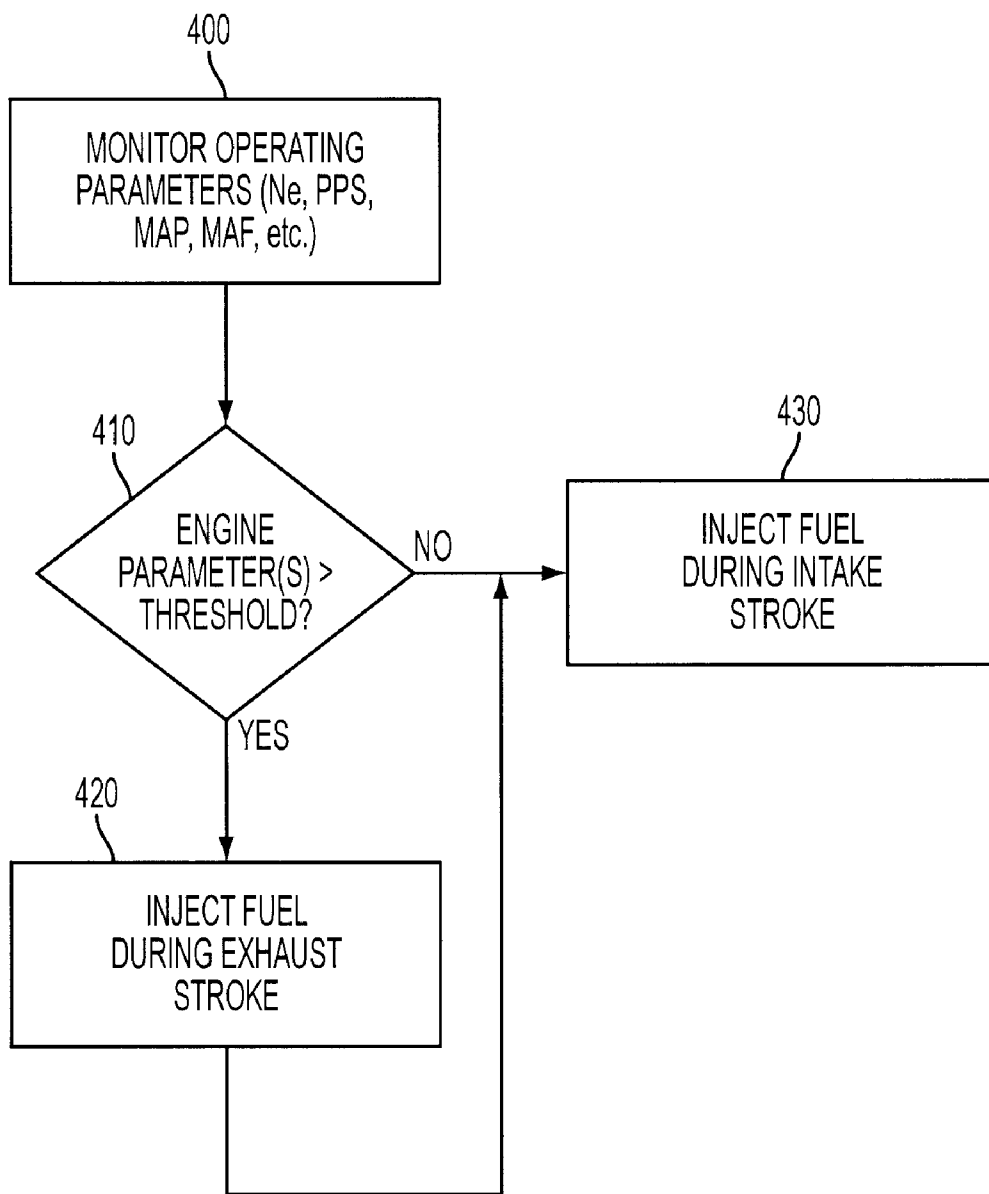 400
MONITOR OPERATING
PARAMETERS (Ne, PPS,
MAP, MAF, etc.)
410
ENGINE
PARAMETER(S) >
THRESHOLD?
NO
430
INJECT FUEL
DURING INTAKE
STROKE
YES
420
INJECT FUEL
DURING EXHAUST
STROKE